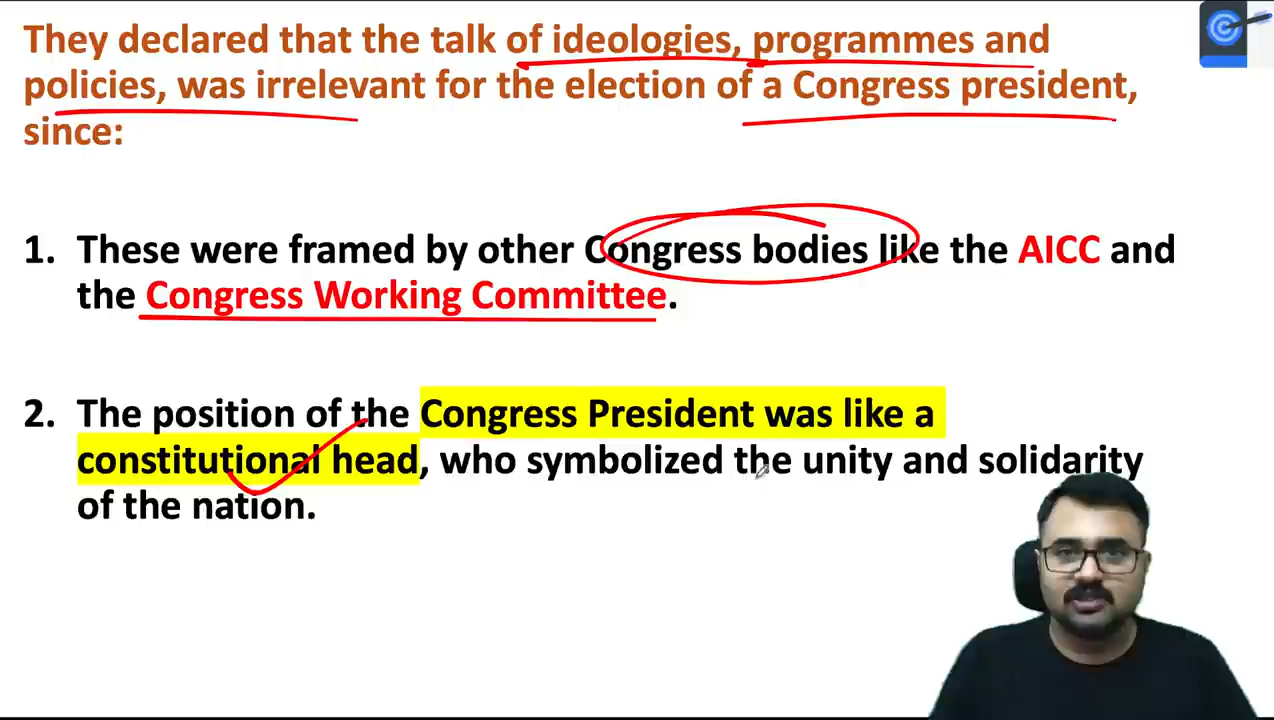 They declared that the talk of ideologies, programmes and
policies, was irrelevant for the election of a Congress president,
since:
1. These were framed by other Congress bodies like the AICC and
the Congress Working Committee.
2. The position of the Congress President was like a
constitutional head, who symbolized the unity and solidarity
of the nation.